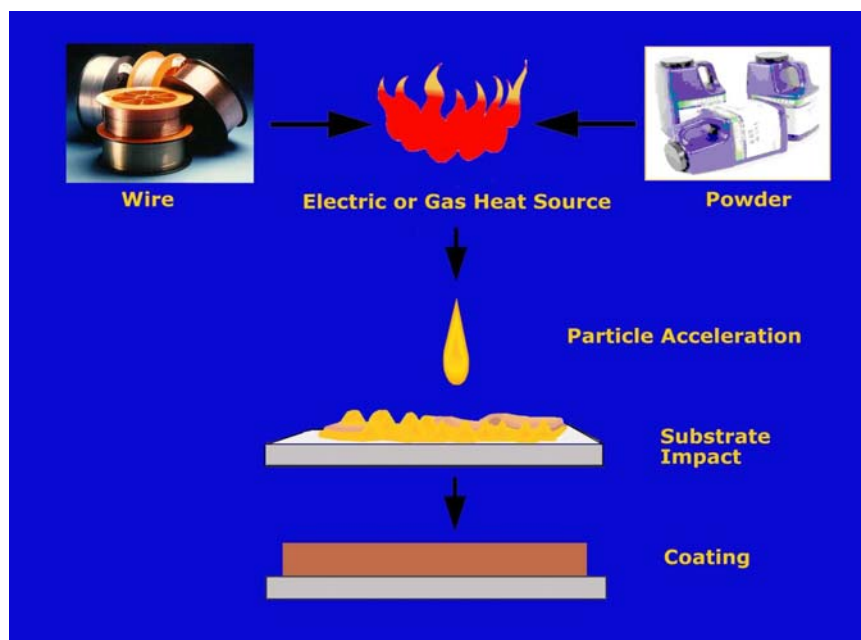 Wire
Electric or Gas Heat Source
Powder
Particle Acceleration
Substrate
Impact
Coating